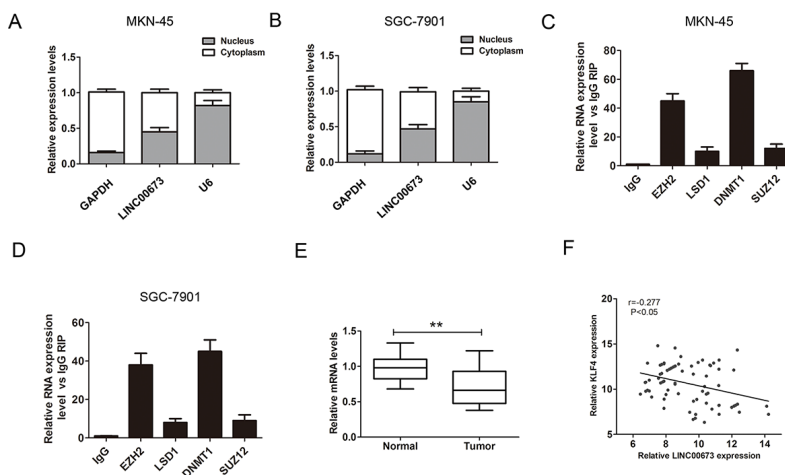 A
MKN-45
Relative expression levels
1.5
1.0
0.5
0.0
Nucleus
Cytoplasm
GAPDH
LINC00673
U6
B
SGC-7901
Relative expression levels
1.5
1.0
0.5
0.0
Nucleus
Cytoplasm
GAPDH
LINC00673
U6
C
MKN-45
Relative RNA expression
level vs IgG RIP
80
60
40
20
0
IgG
EZH2
LSD1
DNMT1
SUZ12
D
SGC-7901
Relative RNA expression
level vs IgG RIP
60
40
20
0
IgG
EZH2
LSD1
DNMT1
SUZ12
E
Relative mRNA levels
1.5
1.0
0.5
0.0
**
Normal
Tumor
F
Relative KLF4 expression
20
15
10
5
r=-0.277
P<0.05
6
8
10
12
14
Relative LINC00673 expression